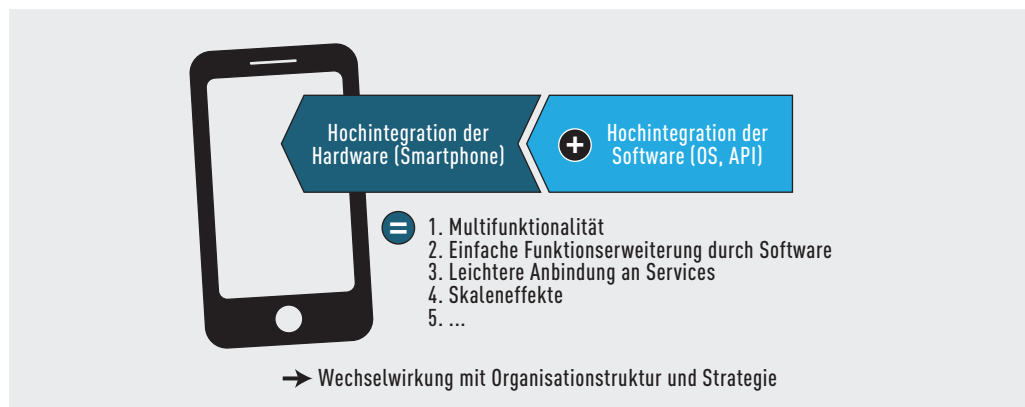 Hochintegration der
Hardware (Smartphone)
+
Hochintegration der
Software (OS, API)
=
1. Multifunktionalität
2. Einfache Funktionserweiterung durch Software
3. Leichtere Anbindung an Services
4. Skaleneffekte
5. ...
→ Wechselwirkung mit Organisationstruktur und Strategie